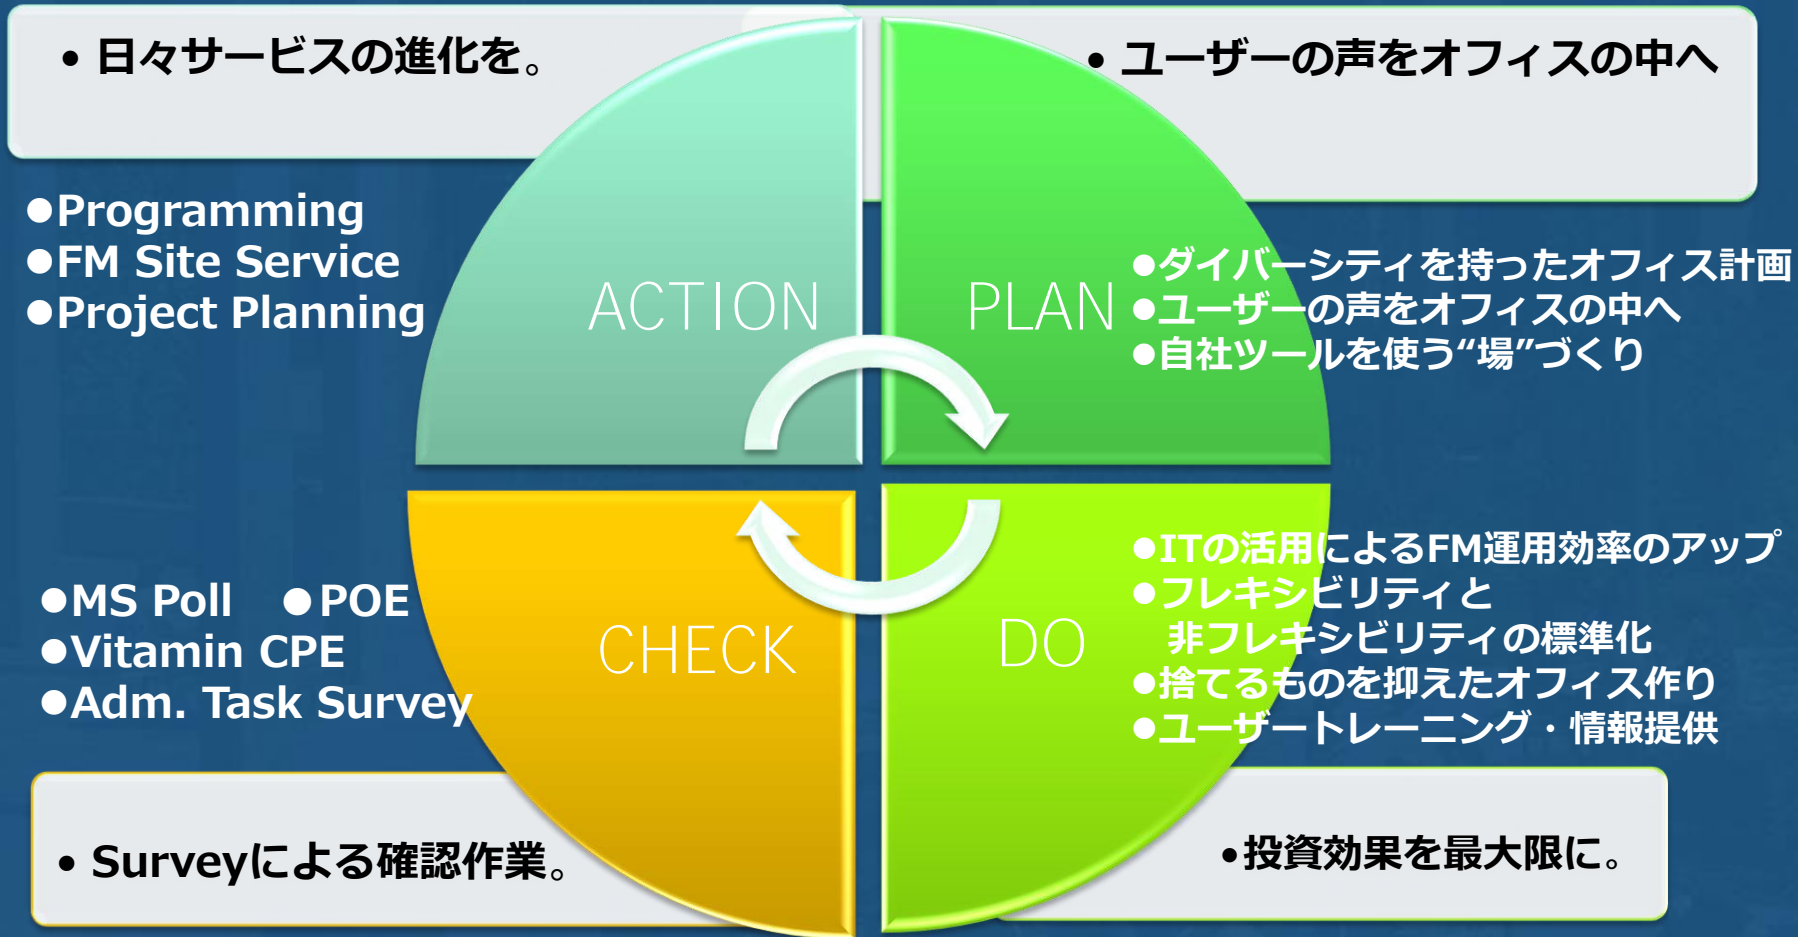 • 日々サービスの進化を。
●Programming
●FM Site Service
●Project Planning
ACTION
• ユーザーの声をオフィスの中へ
PLAN
●ダイバーシティを持ったオフィス計画
●ユーザーの声をオフィスの中へ
●自社ツールを使う“場”づくり
●MS Poll ●POE
●Vitamin CPE
●Adm. Task Survey
CHECK
• Surveyによる確認作業。
DO
●ITの活用によるFM運用効率のアップ
●フレキシビリティと
非フレキシビリティの標準化
●捨てるものを抑えたオフィス作り
●ユーザートレーニング・情報提供
•投資効果を最大限に。